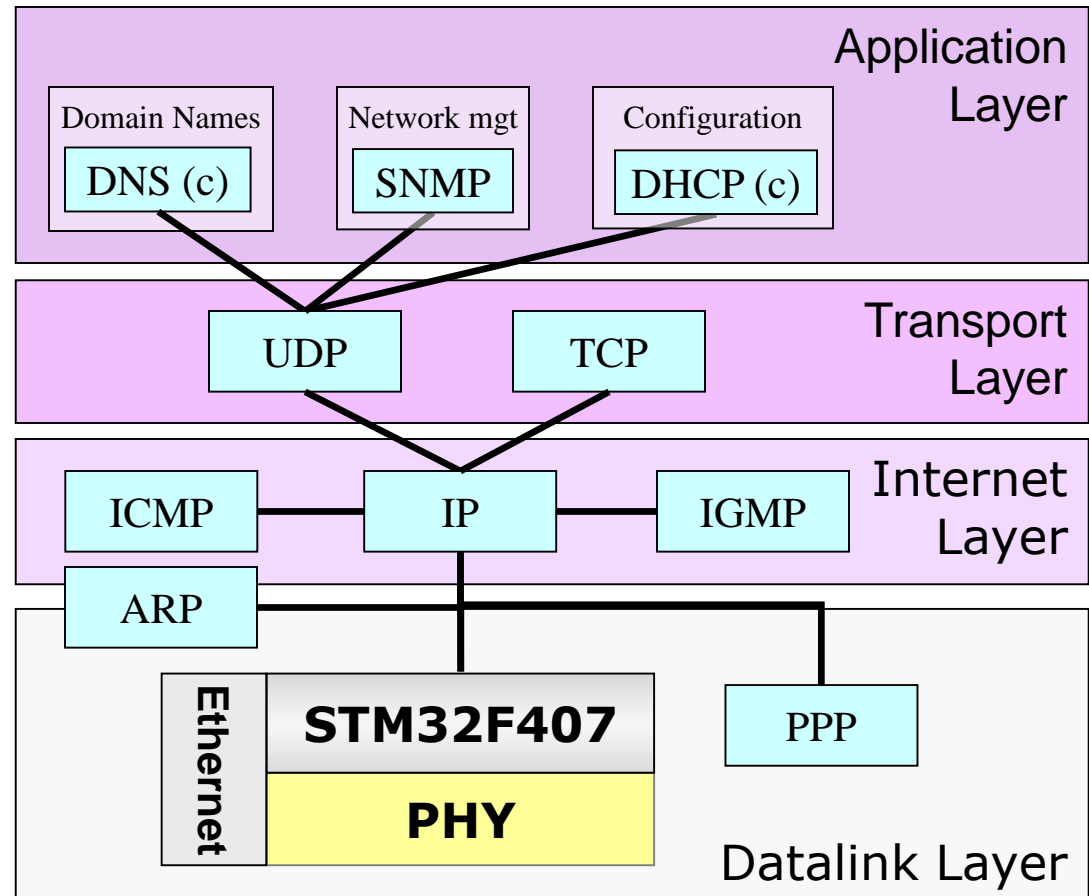 Application
Layer
Domain Names
DNS (c)
Network mgt
SNMP
Configuration
DHCP (c)
Transport
Layer
UDP
TCP
Internet
Layer
ICMP
IP
IGMP
ARP
Ethernet
STM32F407
PHY
PPP
Datalink Layer